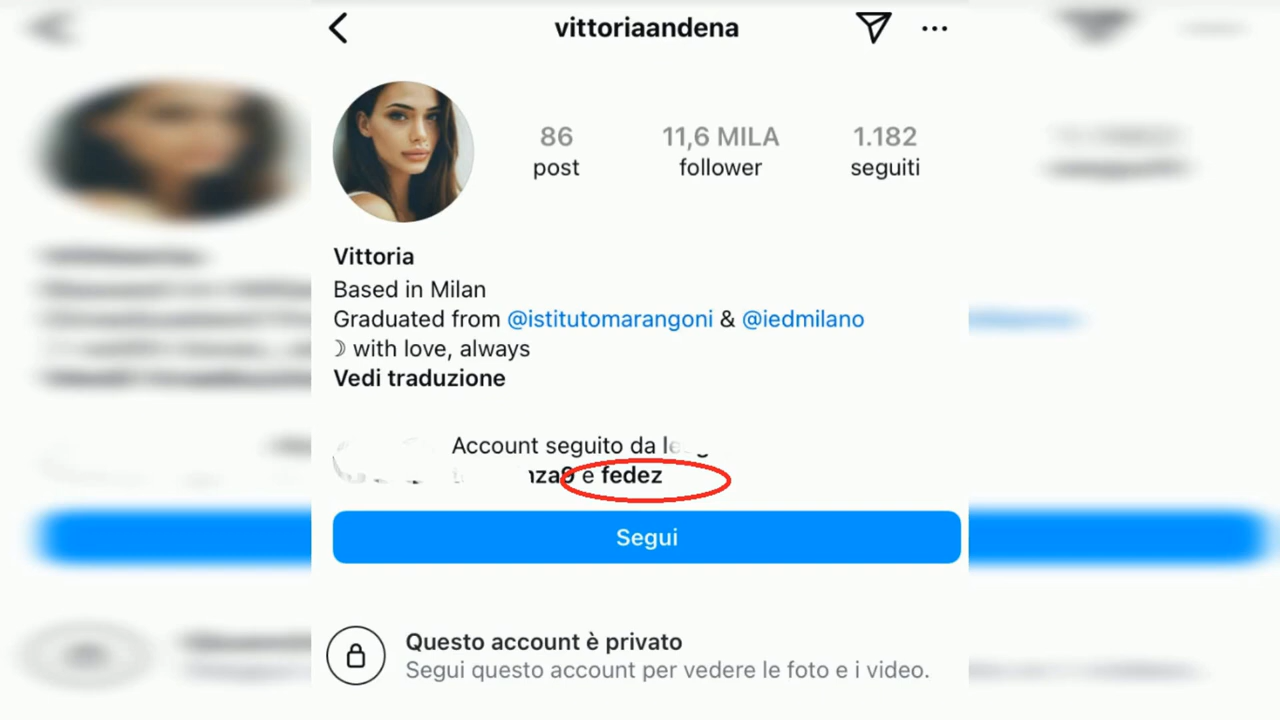 vittoriaandena
86 11,6 MILA 1.182
post follower seguiti
Vittoria
Based in Milan
Graduated from @istitutomarangoni & @iedmilano
☽ with love, always
Vedi traduzione
Account seguito da
e fedez
Segui
Questo account è privato
Segui questo account per vedere le foto e i video.